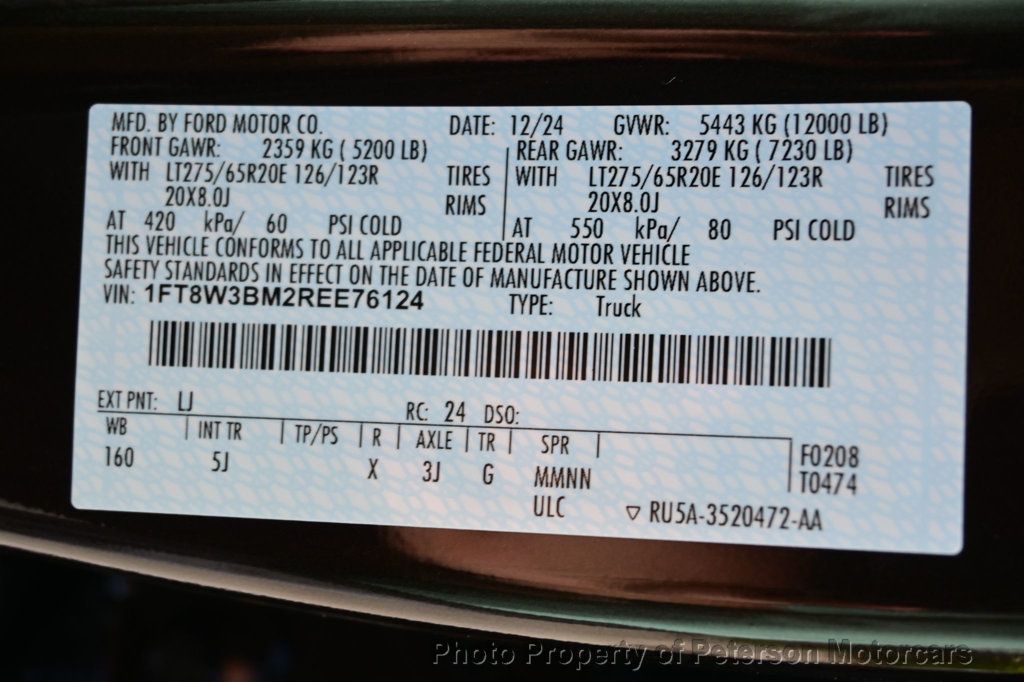 MFD. BY FORD MOTOR CO. DATE: 12/24 GVWR: 5443 KG (12000 LB)
FRONT GAWR: 2359 KG ( 5200 LB) REAR GAWR: 3279 KG ( 7230 LB)
WITH LT275/65R20E 126/123R TIRES WITH LT275/65R20E 126/123R TIRES
20X8.0J RIMS 20X8.0J RIMS
AT 420 kPa/ 60 PSI COLD AT 550 kPa/ 80 PSI COLD
THIS VEHICLE CONFORMS TO ALL APPLICABLE FEDERAL MOTOR VEHICLE
SAFETY STANDARDS IN EFFECT ON THE DATE OF MANUFACTURE SHOWN ABOVE.
VIN: 1FT8W3BM2REE76124 TYPE: Truck
EXT PNT: LJ RC: 24 DSO:
WB INT TR TP/PS R AXLE TR SPR F0208
160 5J X 3J G MMNN T0474
ULC ▽ RU5A-3520472-AA
Photo Property of Peterson Motorcars